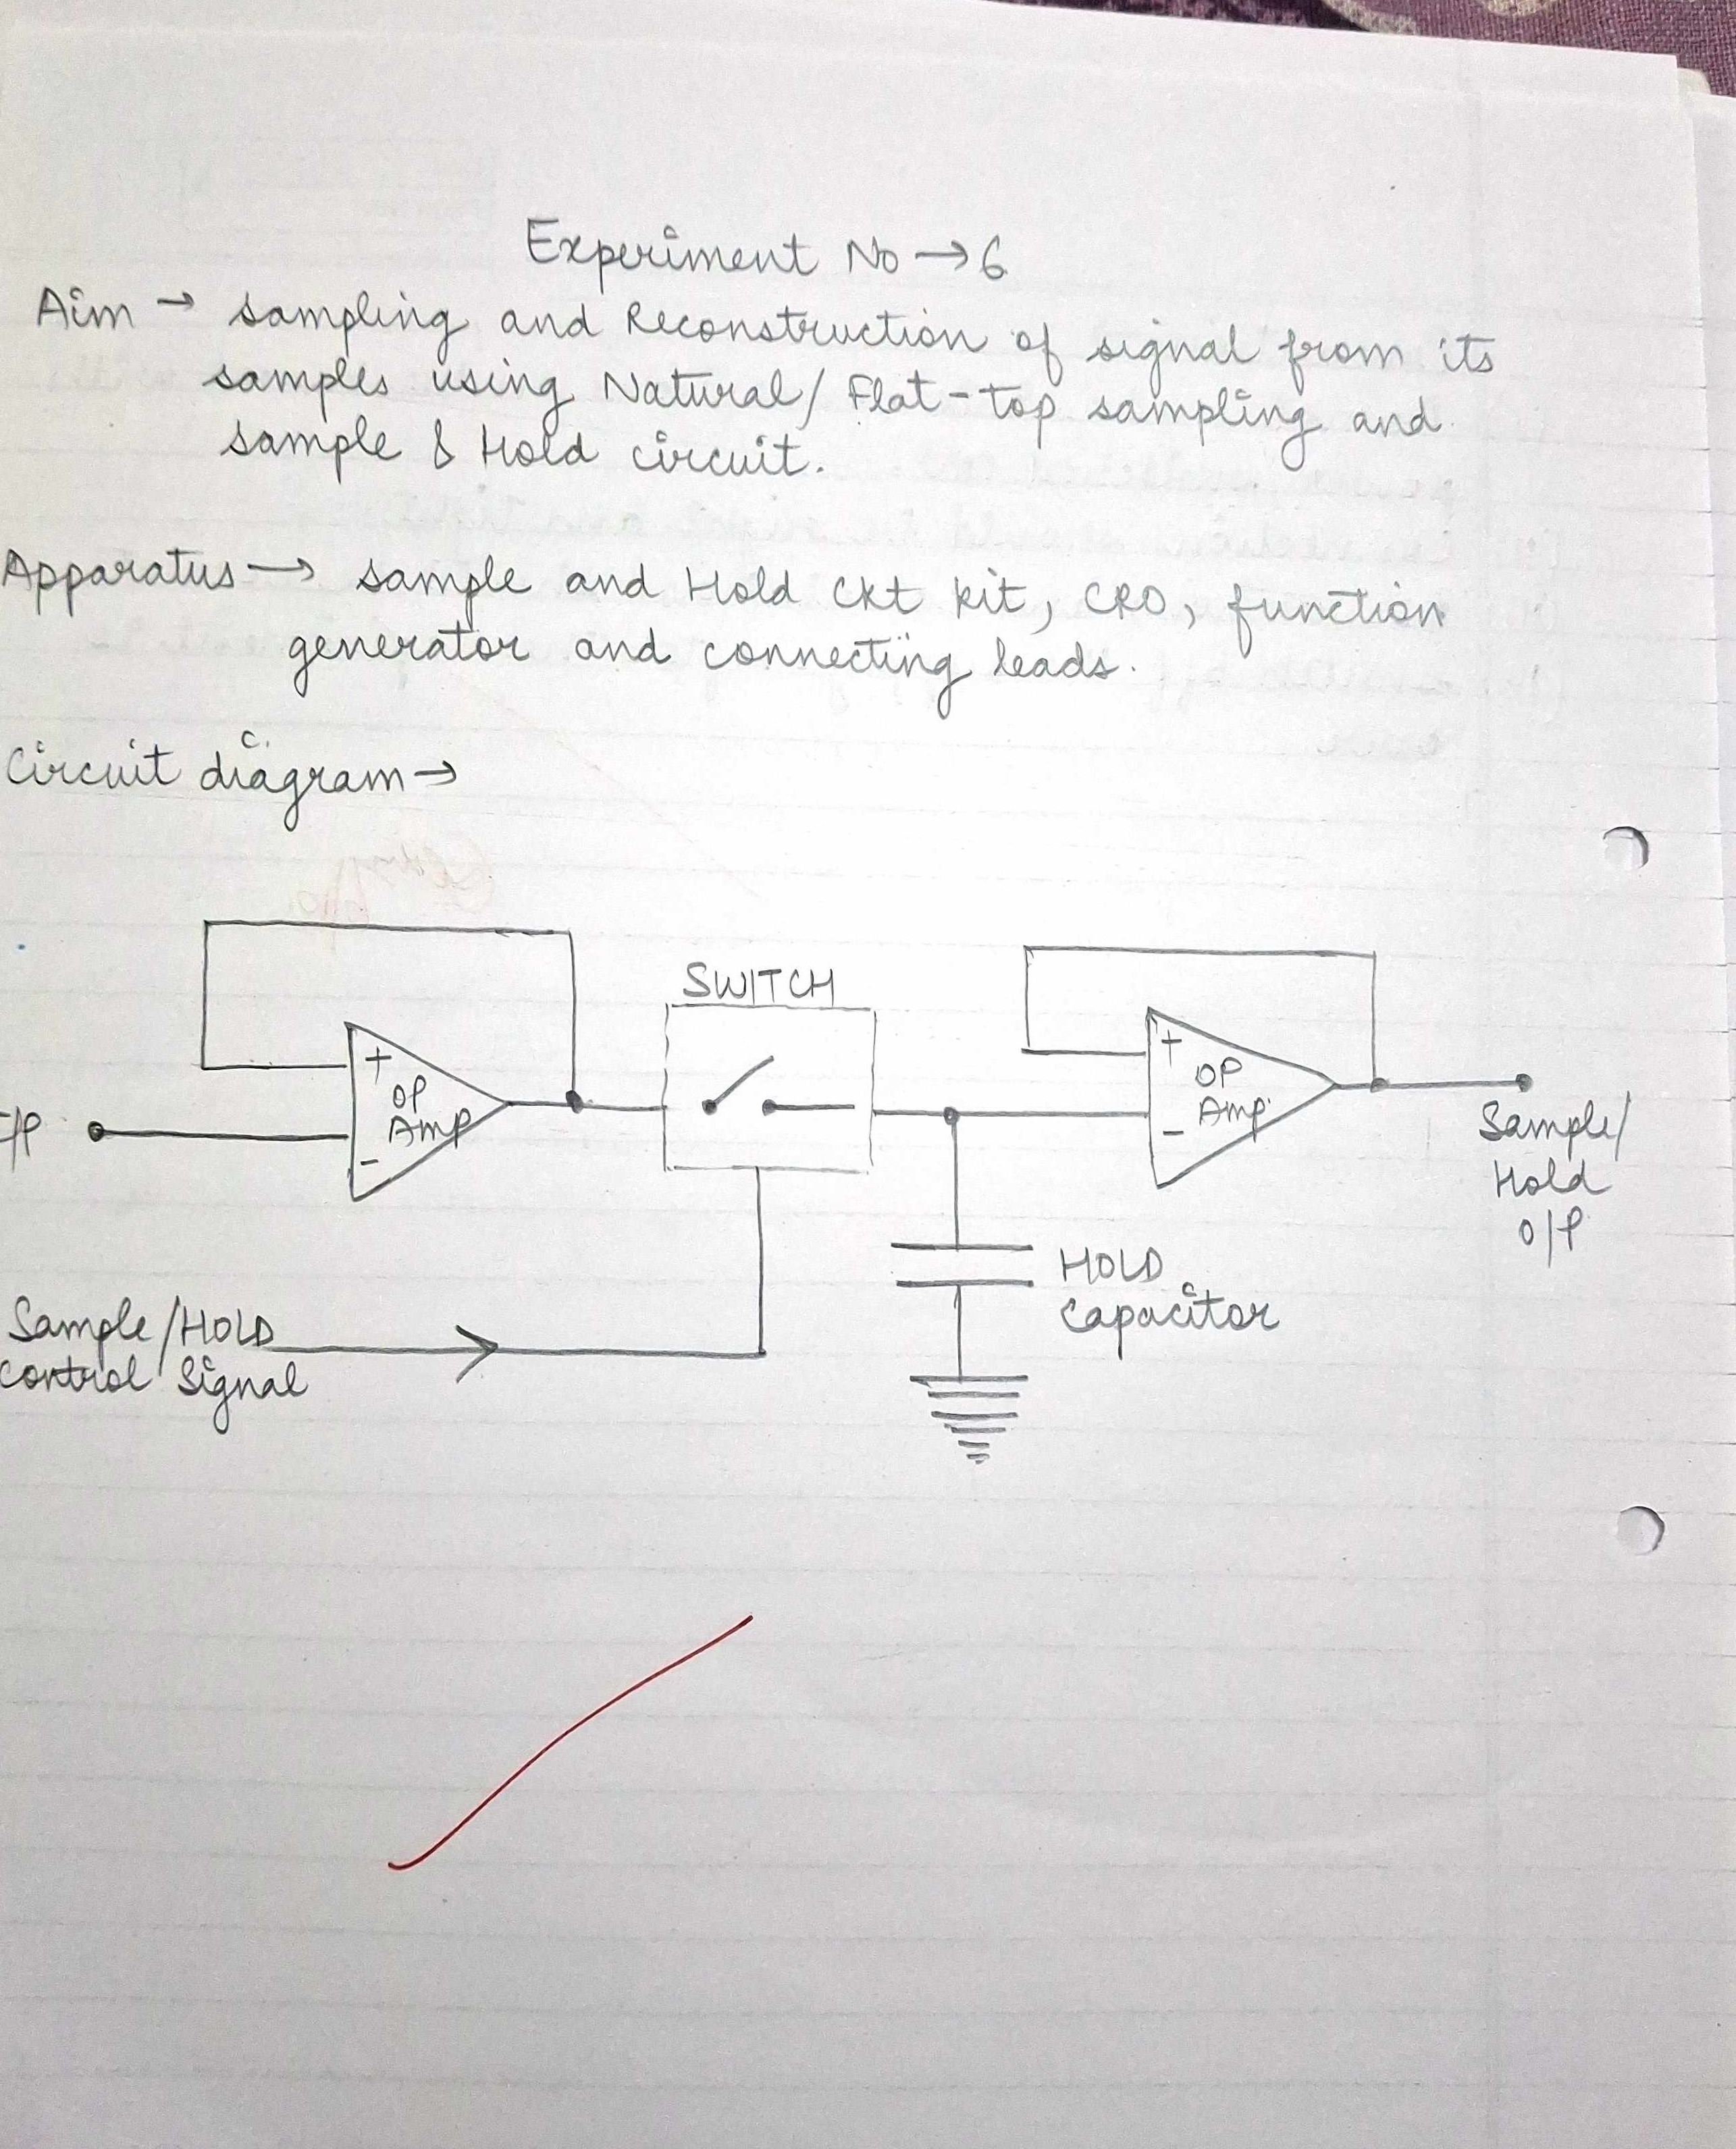 Experiment No → 6
Aim → sampling and Reconstruction of signal from its
samples using Natural/ Flat-top sampling and
sample & Hold circuit.
Apparatus → sample and Hold ckt kit, CRO, function
generator and connecting leads.
Circuit diagram →
SWITCH
+
OP
Amp
-
I/P
+
OP
Amp
-
Sample/
Hold
O/P
HOLD
Capacitor
Sample/HOLD
control Signal